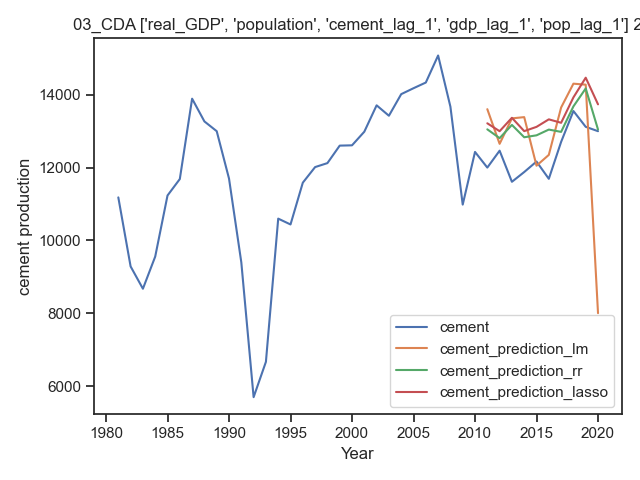 03_CDA ['real_GDP', 'population', 'cement_lag_1', 'gdp_lag_1', 'pop_lag_1'] 2
14000
12000
10000
8000
6000
cement production
cement
cement_prediction_lm
cement_prediction_rr
cement_prediction_lasso
1980 1985 1990 1995 2000 2005 2010 2015 2020
Year